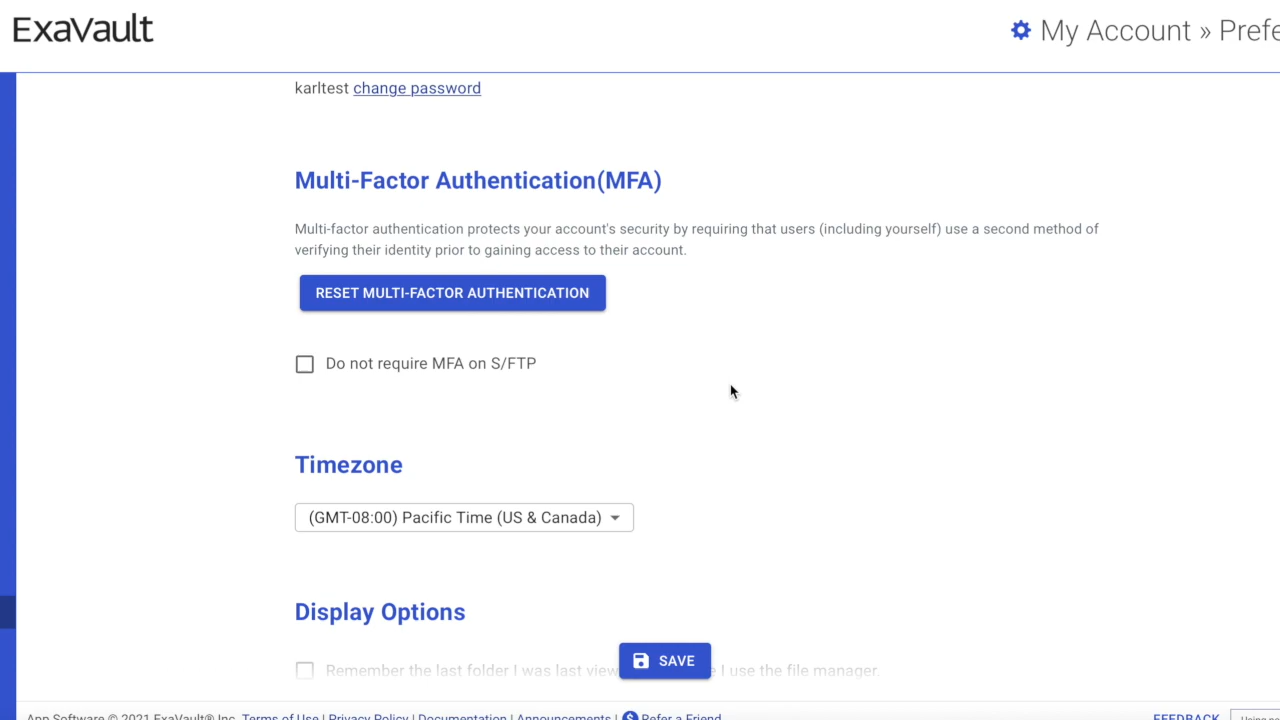 ExaVault
My Account » Prefe
karltest change password
Multi-Factor Authentication(MFA)
Multi-factor authentication protects your account's security by requiring that users (including yourself) use a second method of
verifying their identity prior to gaining access to their account.
RESET MULTI-FACTOR AUTHENTICATION
Do not require MFA on S/FTP
Timezone
(GMT-08:00) Pacific Time (US & Canada)
Display Options
Remember the last folder I was last view
SAVE
I use the file manager.
App Software © 2021 ExaVault® Inc. Terms of Use | Privacy Policy | Documentation | Announcements | Refer a Friend
FEEDBACK